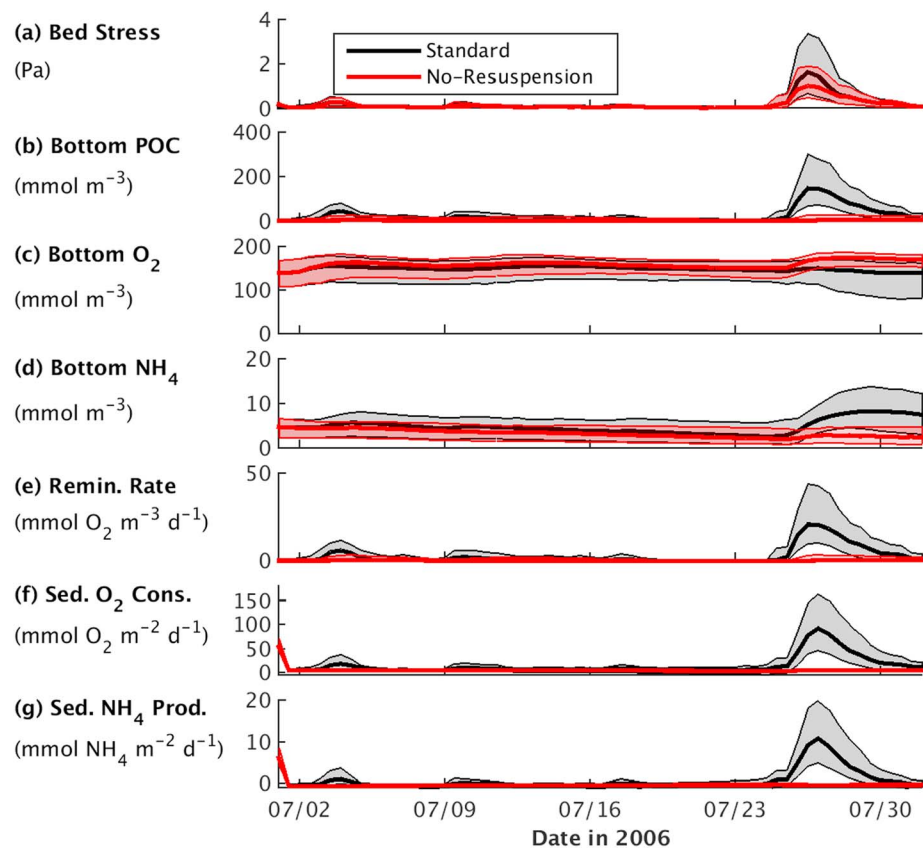 (a) Bed Stress
(Pa)
4
2
0
Standard
No-Resuspension
(b) Bottom POC
(mmol m⁻³)
400
200
0
(c) Bottom O₂
(mmol m⁻³)
200
100
0
(d) Bottom NH₄
(mmol m⁻³)
20
10
0
(e) Remin. Rate
(mmol O₂ m⁻³ d⁻¹)
50
0
(f) Sed. O₂ Cons.
(mmol O₂ m⁻² d⁻¹)
150
100
50
0
(g) Sed. NH₄ Prod.
(mmol NH₄ m⁻² d⁻¹)
20
10
0
07/02 07/09 07/16 07/23 07/30
Date in 2006